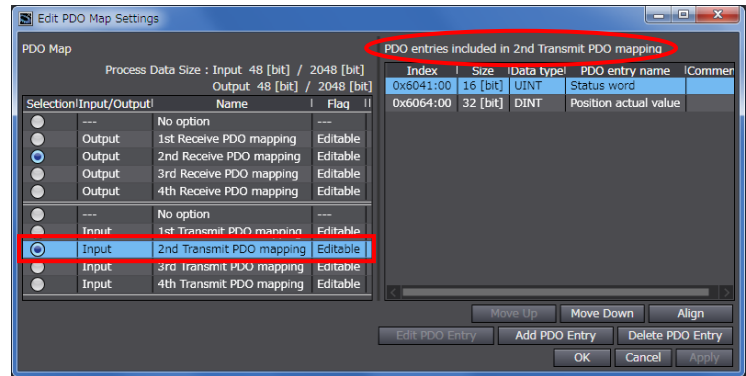 Edit PDO Map Settings
PDO Map
Process Data Size : Input 48 [bit] / 2048 [bit]
Output 48 [bit] / 2048 [bit]
Selection Input/Output Name Flag
--- No option ---
Output 1st Receive PDO mapping Editable
Output 2nd Receive PDO mapping Editable
Output 3rd Receive PDO mapping Editable
Output 4th Receive PDO mapping Editable
--- No option ---
Input 1st Transmit PDO mapping Editable
Input 2nd Transmit PDO mapping Editable
Input 3rd Transmit PDO mapping Editable
Input 4th Transmit PDO mapping Editable
PDO entries included in 2nd Transmit PDO mapping
Index Size Data type PDO entry name Commen
0x6041:00 16 [bit] UINT Status word
0x6064:00 32 [bit] DINT Position actual value
Move Up Move Down Align
Edit PDO Entry Add PDO Entry Delete PDO Entry
OK Cancel Apply